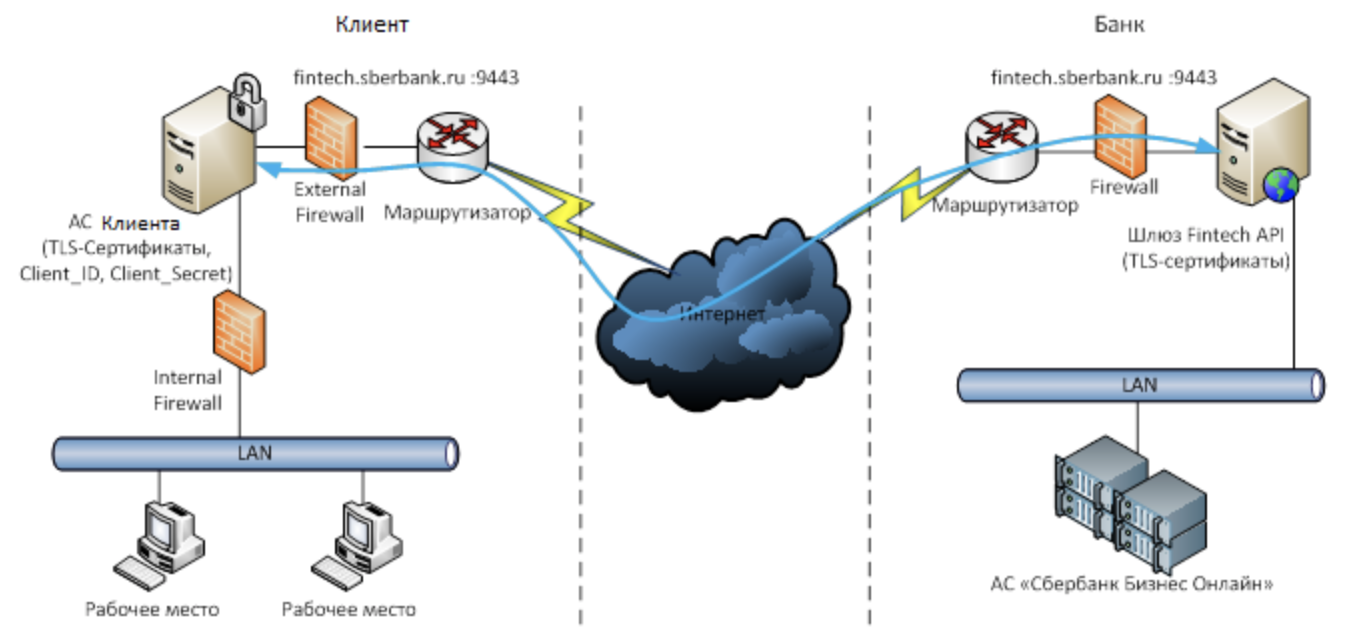 Клиент
Банк
fintech.sberbank.ru :9443
fintech.sberbank.ru :9443
External
Firewall
Маршрутизатор
АС Клиента
(TLS-Сертификаты,
Client_ID, Client_Secret)
Internal
Firewall
LAN
Рабочее место
Рабочее место
Интернет
Маршрутизатор
Firewall
Шлюз Fintech API
(TLS-сертификаты)
LAN
АС «Сбербанк Бизнес Онлайн»